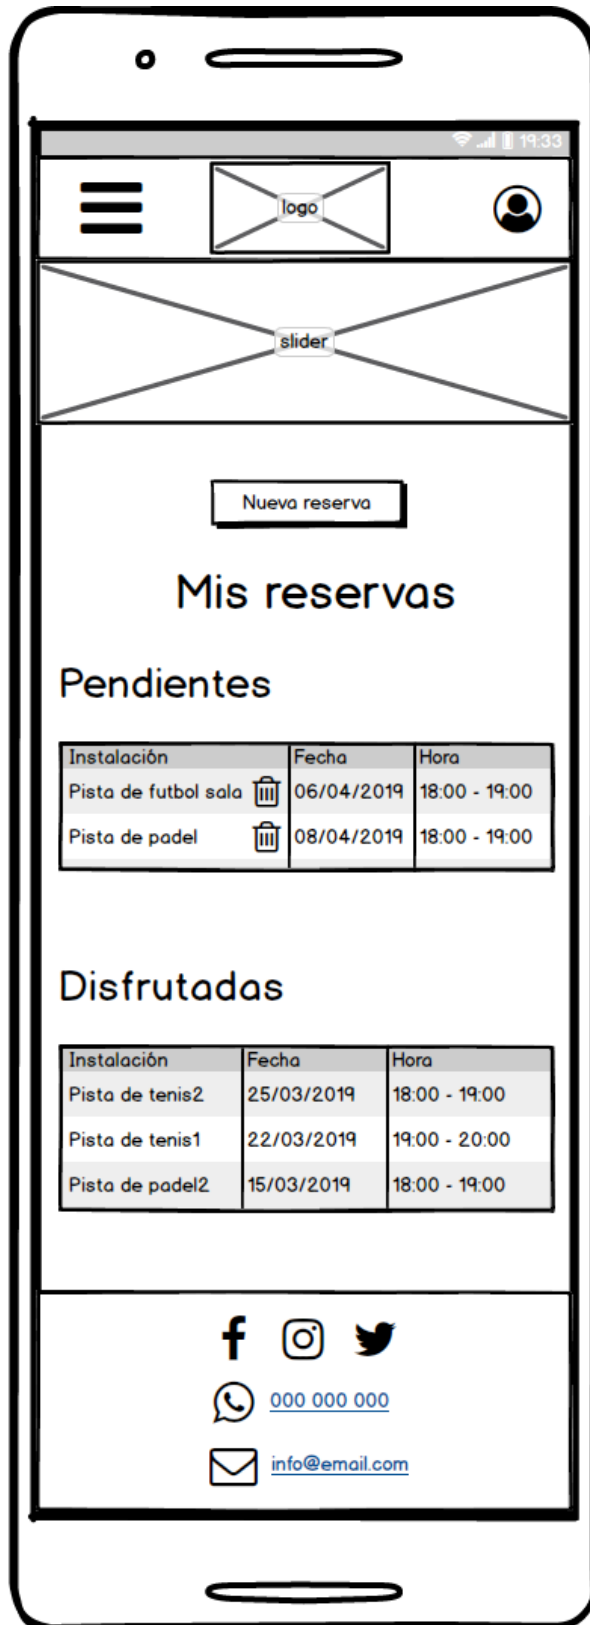 19:33
logo
slider
Nueva reserva
Mis reservas
Pendientes
Instalación Fecha Hora
Pista de futbol sala 06/04/2019 18:00 - 19:00
Pista de padel 08/04/2019 18:00 - 19:00
Disfrutadas
Instalación Fecha Hora
Pista de tenis2 25/03/2019 18:00 - 19:00
Pista de tenis1 22/03/2019 19:00 - 20:00
Pista de padel2 15/03/2019 18:00 - 19:00
000 000 000
info@email.com